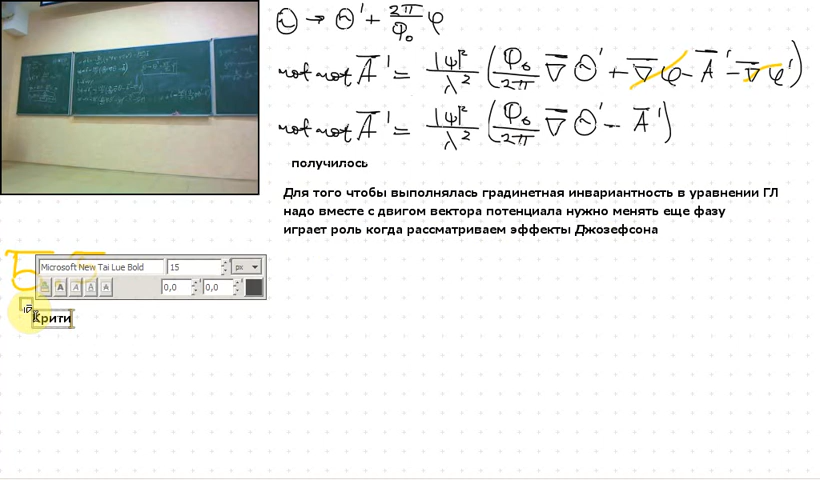 Θ → Θ' + 2π/Φ₀ φ
rot rot A̅' = |ψ|²/λ² (Φ₀/2π ∇̅ Θ' + ∇̅ φ - A̅' - ∇̅ φ')
rot rot A̅' = |ψ|²/λ² (Φ₀/2π ∇̅ Θ' - A̅')
получилось
Для того чтобы выполнялась градинетная инвариантность в уравнении ГЛ
надо вместе с двигом вектора потенциала нужно менять еще фазу
играет роль когда рассматриваем эффекты Джозефсона
Microsoft New Tai Lue Bold 15 px
A A A A 0,0 0,0
Крити